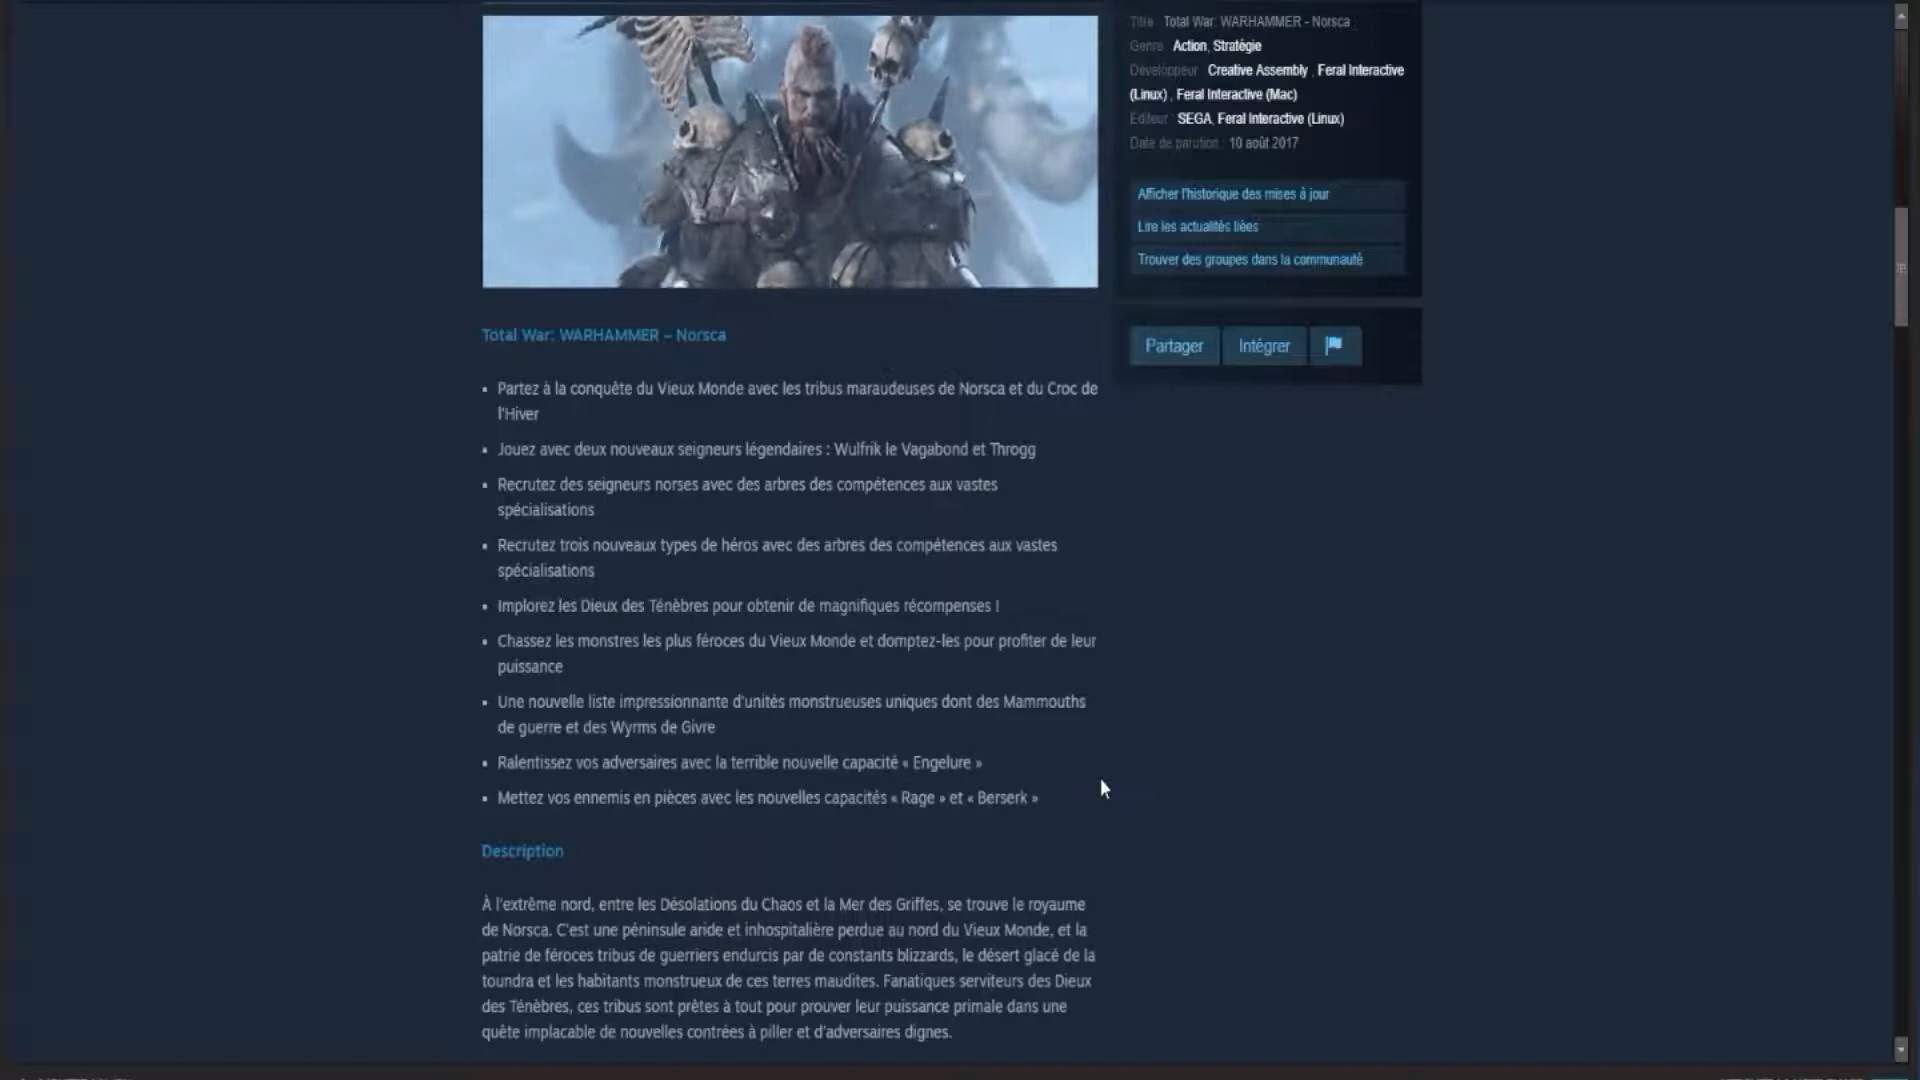 Total War: WARHAMMER – Norsca
▪ Partez à la conquête du Vieux Monde avec les tribus maraudeuses de Norsca et du Croc de
l'Hiver
▪ Jouez avec deux nouveaux seigneurs légendaires : Wulfrik le Vagabond et Throgg
▪ Recrutez des seigneurs norses avec des arbres des compétences aux vastes
spécialisations
▪ Recrutez trois nouveaux types de héros avec des arbres des compétences aux vastes
spécialisations
▪ Implorez les Dieux des Ténèbres pour obtenir de magnifiques récompenses !
▪ Chassez les monstres les plus féroces du Vieux Monde et domptez-les pour profiter de leur
puissance
▪ Une nouvelle liste impressionnante d'unités monstrueuses uniques dont des Mammouths
de guerre et des Wyrms de Givre
▪ Ralentissez vos adversaires avec la terrible nouvelle capacité « Engelure »
▪ Mettez vos ennemis en pièces avec les nouvelles capacités « Rage » et « Berserk »
Description
À l'extrême nord, entre les Désolations du Chaos et la Mer des Griffes, se trouve le royaume
de Norsca. C'est une péninsule aride et inhospitalière perdue au nord du Vieux Monde, et la
patrie de féroces tribus de guerriers endurcis par de constants blizzards, le désert glacé de la
toundra et les habitants monstrueux de ces terres maudites. Fanatiques serviteurs des Dieux
des Ténèbres, ces tribus sont prêtes à tout pour prouver leur puissance primale dans une
quête implacable de nouvelles contrées à piller et d'adversaires dignes.
Titre : Total War: WARHAMMER - Norsca
Genre : Action, Stratégie
Développeur : Creative Assembly , Feral Interactive
(Linux) , Feral Interactive (Mac)
Éditeur : SEGA, Feral Interactive (Linux)
Date de parution : 10 août 2017
Afficher l'historique des mises à jour
Lire les actualités liées
Trouver des groupes dans la communauté
Partager
Intégrer